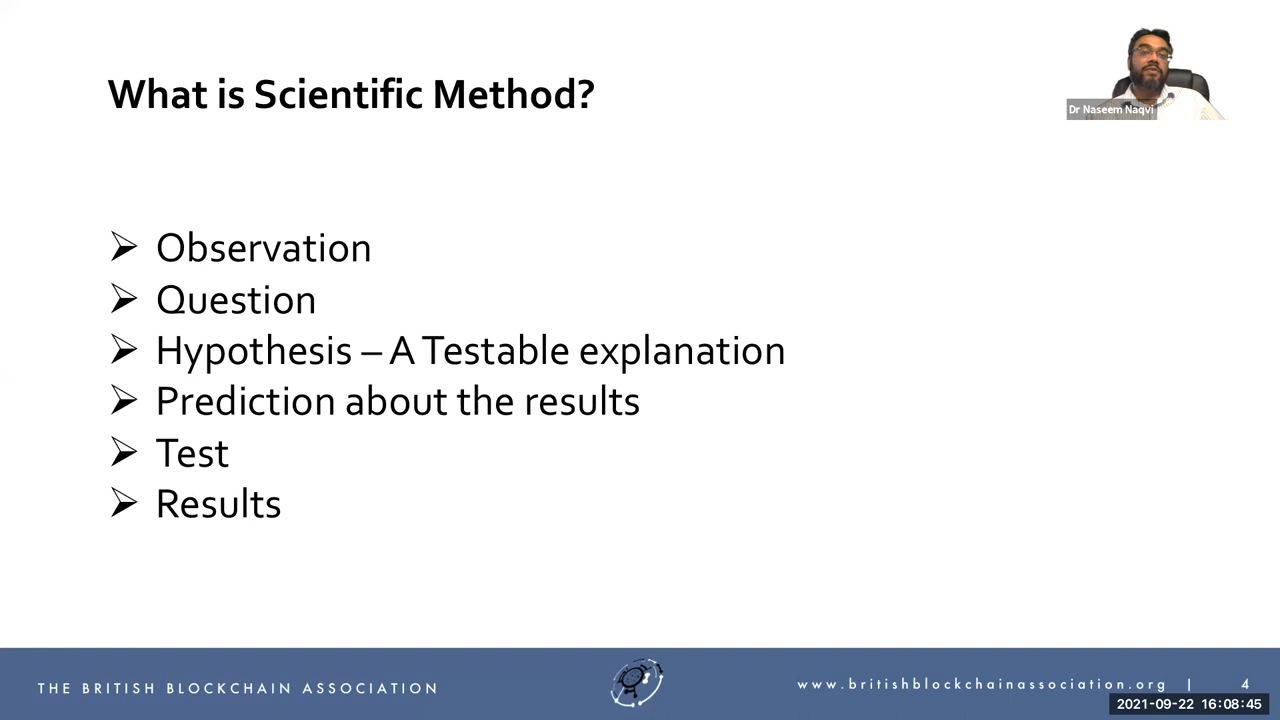 What is Scientific Method?
Dr Naseem Naqvi
Observation
Question
Hypothesis – A Testable explanation
Prediction about the results
Test
Results
THE BRITISH BLOCKCHAIN ASSOCIATION
www.britishblockchainassociation.org | 4
2021-09-22 16:08:45